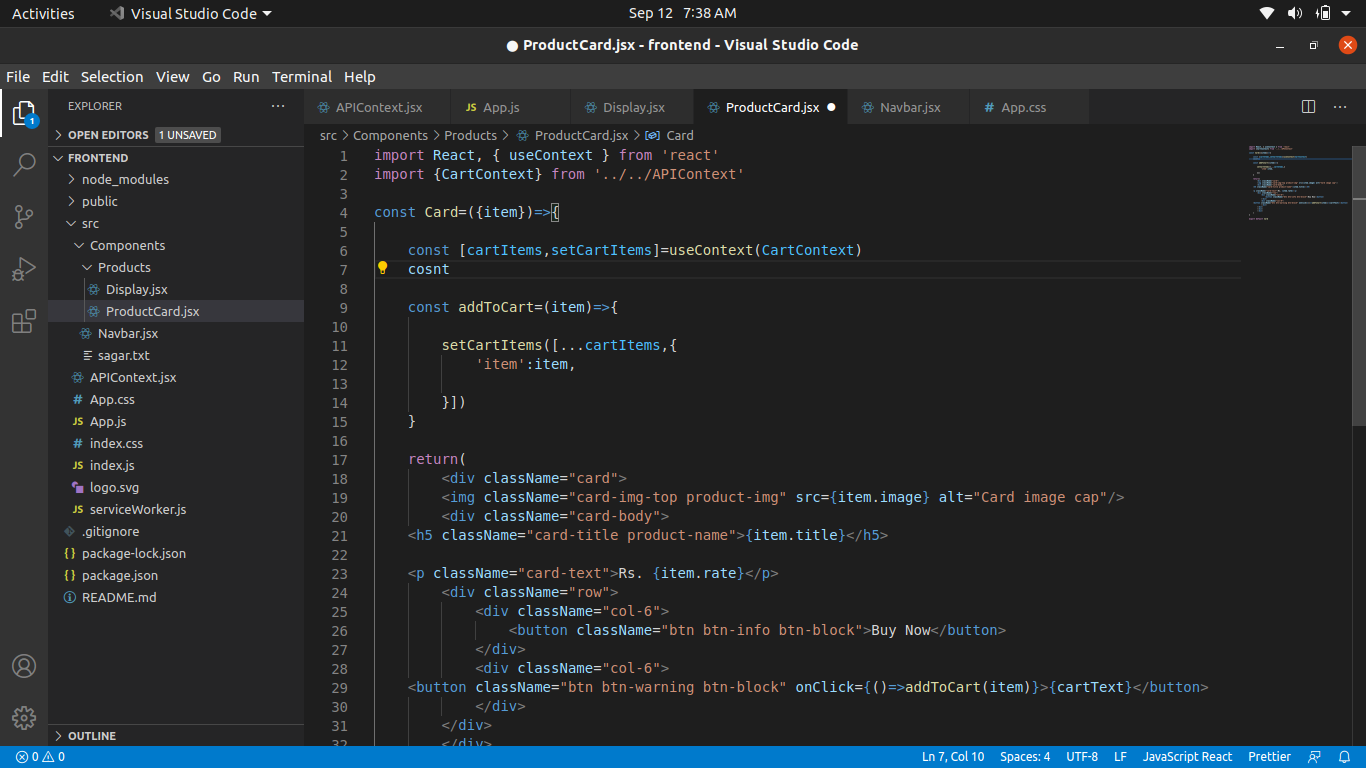 Activities
Visual Studio Code
Sep 12 7:38 AM
ProductCard.jsx - frontend - Visual Studio Code
File Edit Selection View Go Run Terminal Help
1
EXPLORER
OPEN EDITORS 1 UNSAVED
FRONTEND
node_modules
public
src
Components
Products
Display.jsx
ProductCard.jsx
Navbar.jsx
sagar.txt
APIContext.jsx
# App.css
JS App.js
# index.css
JS index.js
logo.svg
JS serviceWorker.js
.gitignore
{} package-lock.json
{} package.json
README.md
OUTLINE
APIContext.jsx
JS App.js
Display.jsx
ProductCard.jsx
Navbar.jsx
# App.css
src > Components > Products > ProductCard.jsx > Card
1 import React, { useContext } from 'react'
2 import {CartContext} from '../../APIContext'
3
4 const Card=({item})=>{
5
6 const [cartItems,setCartItems]=useContext(CartContext)
7 cosnt
8
9 const addToCart=(item)=>{
10
11 setCartItems([...cartItems,{
12 'item':item,
13
14 }])
15 }
16
17 return(
18 <div className="card">
19 <img className="card-img-top product-img" src={item.image} alt="Card image cap"/>
20 <div className="card-body">
21 <h5 className="card-title product-name">{item.title}</h5>
22
23 <p className="card-text">Rs. {item.rate}</p>
24 <div className="row">
25 <div className="col-6">
26 <button className="btn btn-info btn-block">Buy Now</button>
27 </div>
28 <div className="col-6">
29 <button className="btn btn-warning btn-block" onClick={()=>addToCart(item)}>{cartText}</button>
30 </div>
31 </div>
32 </div>
0 0
Ln 7, Col 10 Spaces: 4 UTF-8 LF JavaScript React Prettier